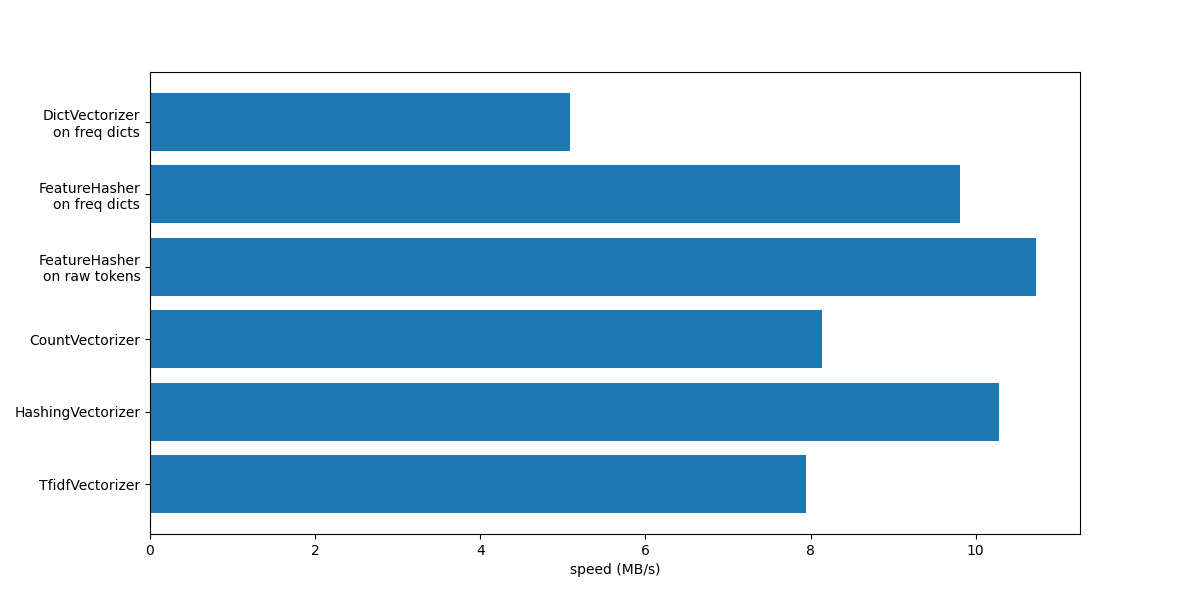 DictVectorizer
on freq dicts
FeatureHasher
on freq dicts
FeatureHasher
on raw tokens
CountVectorizer
HashingVectorizer
TfidfVectorizer
0 2 4 6 8 10
speed (MB/s)